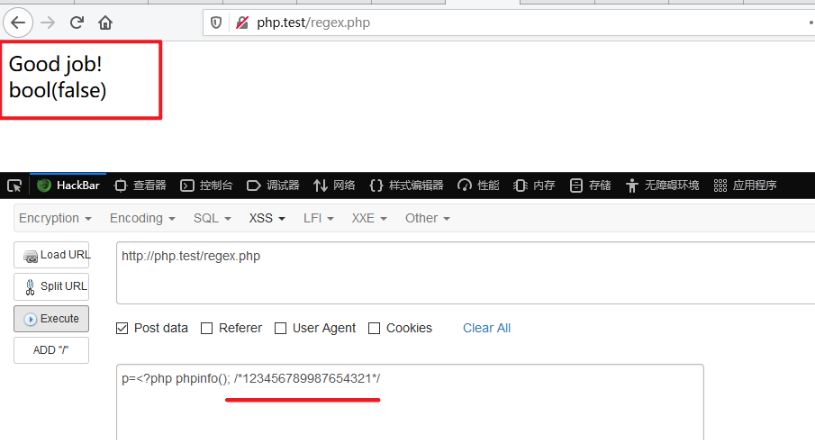 php.test/regex.php
Good job!
bool(false)
HackBar 查看器 控制台 调试器 网络 {} 样式编辑器 性能 内存 存储 无障碍环境 应用程序
Encryption Encoding SQL XSS LFI XXE Other
Load URL
http://php.test/regex.php
Split URL
Execute
Post data Referer User Agent Cookies Clear All
ADD "/"
p=<?php phpinfo(); /*123456789987654321*/